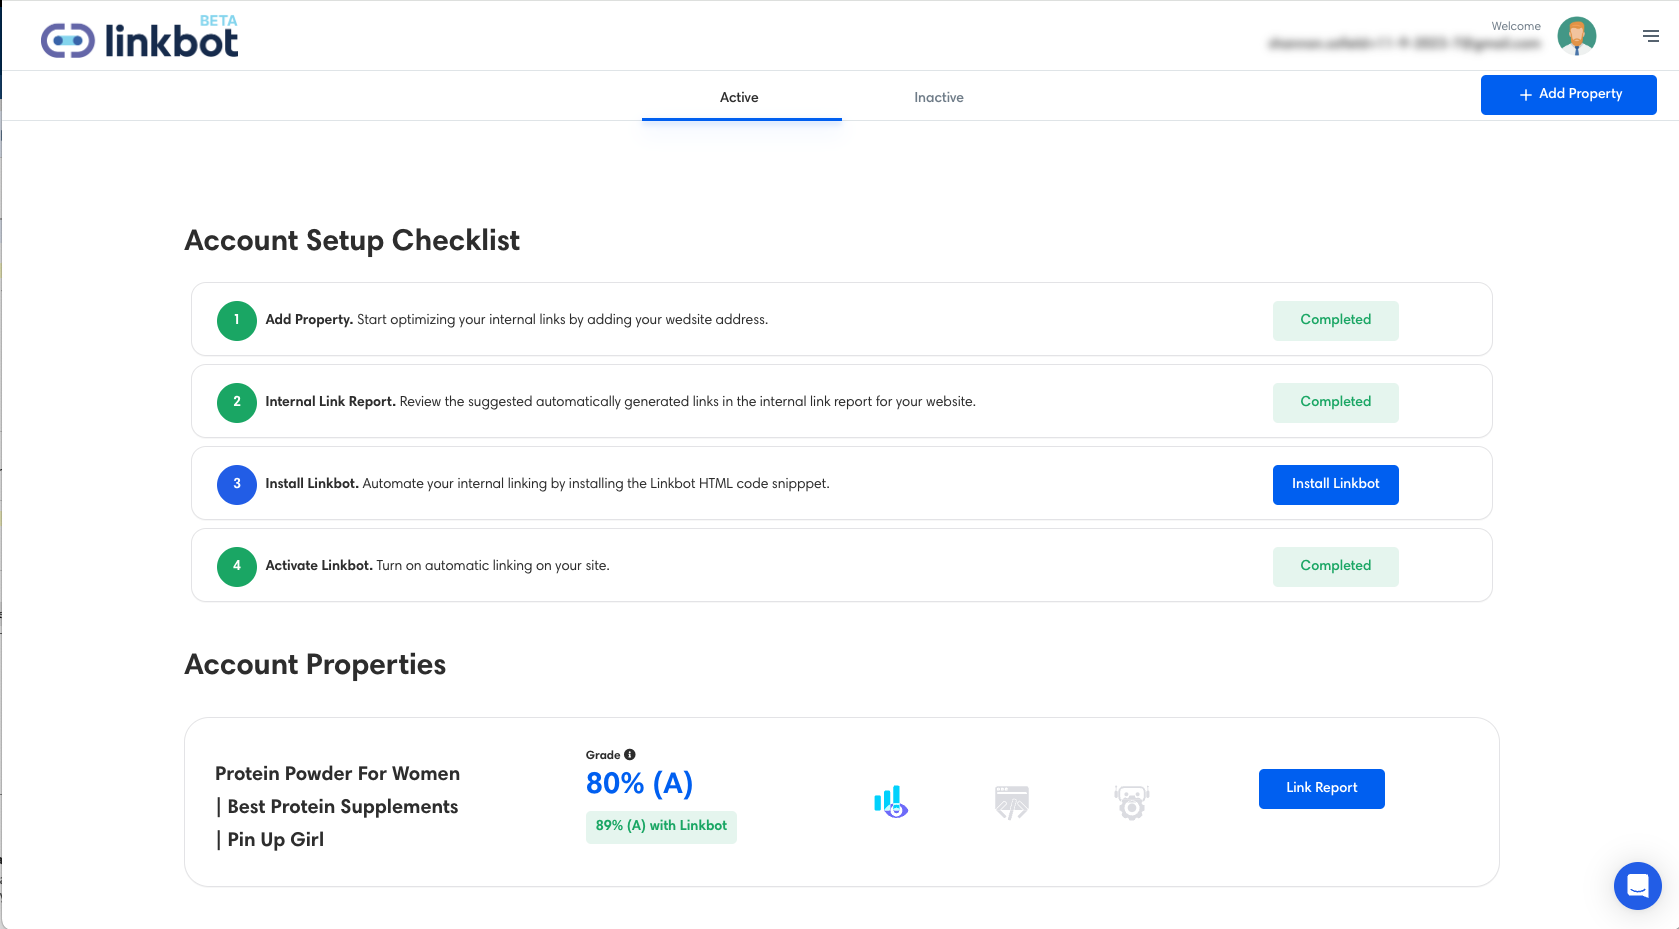 BETA
linkbot
Welcome
Active
Inactive
+ Add Property
Account Setup Checklist
1 Add Property. Start optimizing your internal links by adding your wedsite address.
Completed
2 Internal Link Report. Review the suggested automatically generated links in the internal link report for your website.
Completed
3 Install Linkbot. Automate your internal linking by installing the Linkbot HTML code snipppet.
Install Linkbot
4 Activate Linkbot. Turn on automatic linking on your site.
Completed
Account Properties
Protein Powder For Women
| Best Protein Supplements
| Pin Up Girl
Grade
80% (A)
89% (A) with Linkbot
Link Report